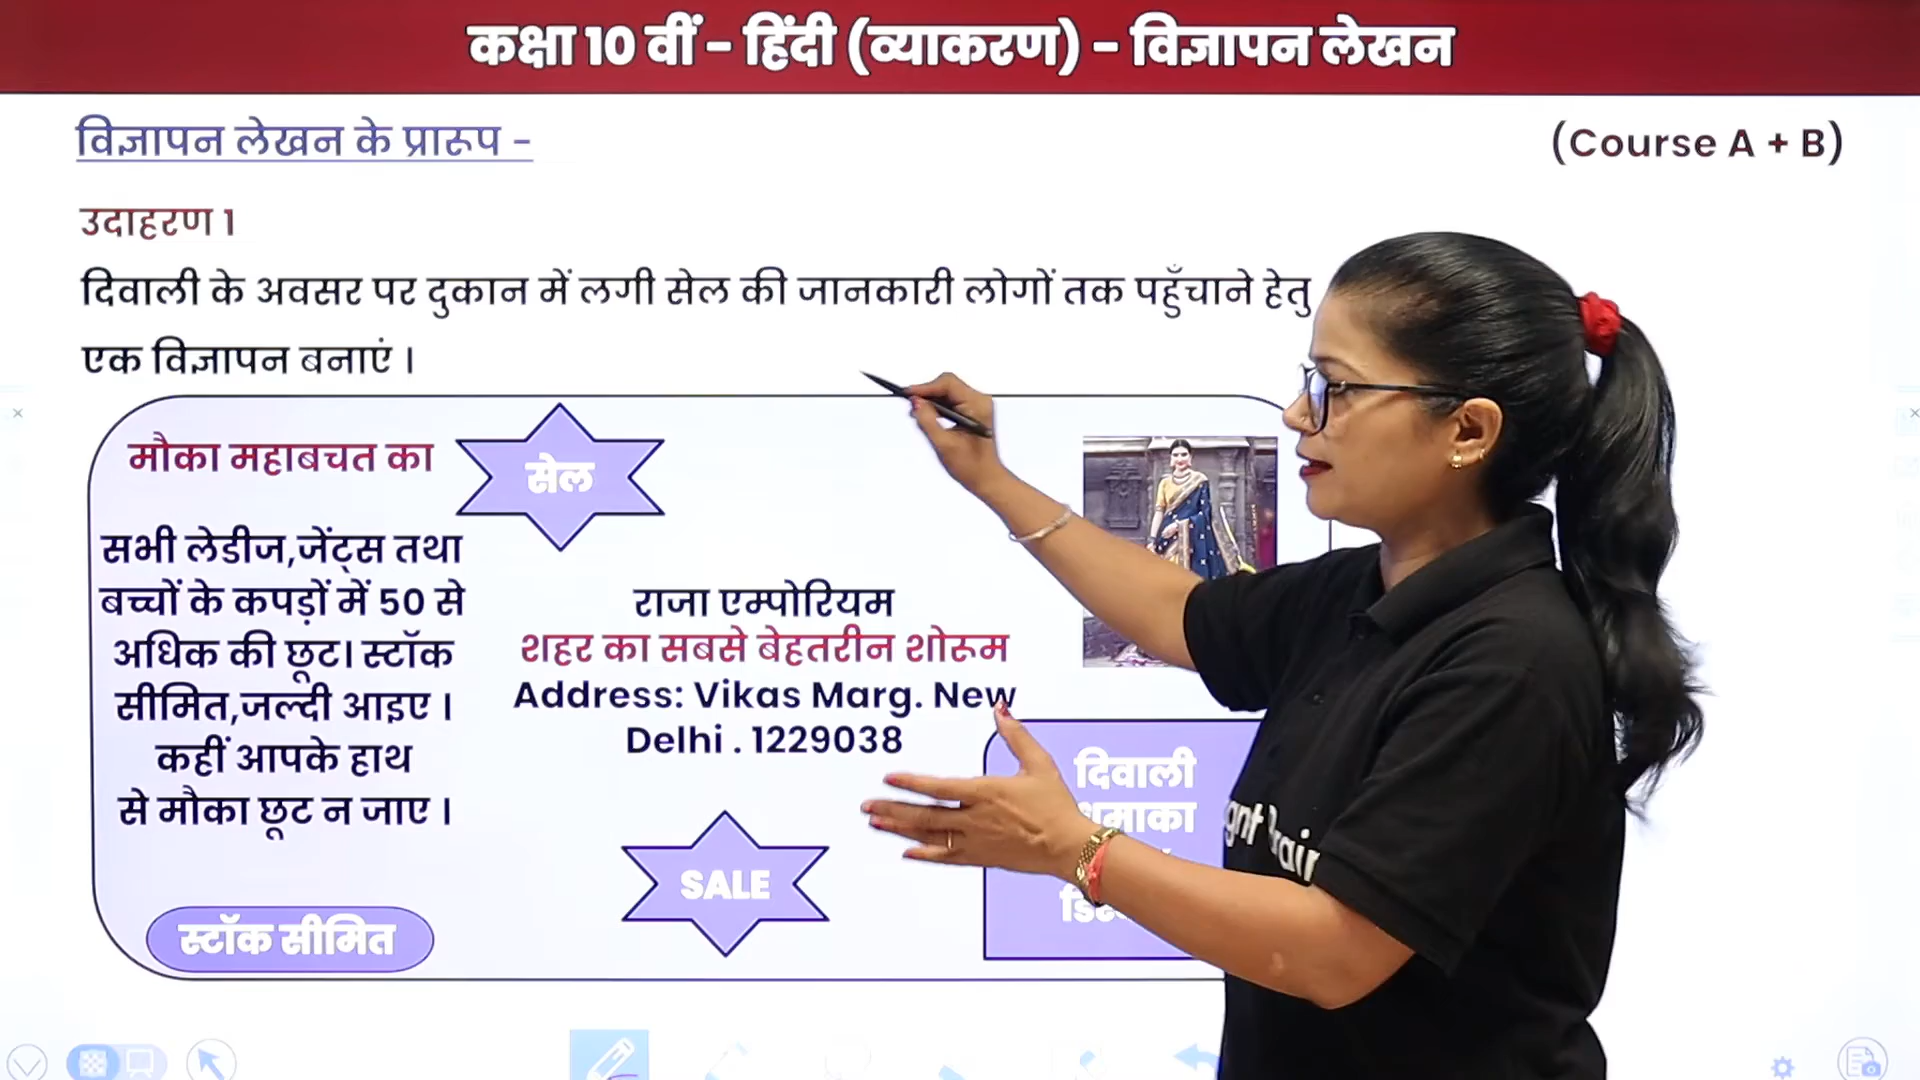 कक्षा 10 वीं - हिंदी (व्याकरण) - विज्ञापन लेखन
विज्ञापन लेखन के प्रारूप -
(Course A + B)
उदाहरण 1
दिवाली के अवसर पर दुकान में लगी सेल की जानकारी लोगों तक पहुँचाने हेतु
एक विज्ञापन बनाएं ।
मौका महाबचत का
सेल
सभी लेडीज,जेंट्स तथा
बच्चों के कपड़ों में 50 से
अधिक की छूट। स्टॉक
सीमित,जल्दी आइए ।
कहीं आपके हाथ
से मौका छूट न जाए ।
स्टॉक सीमित
राजा एम्पोरियम
शहर का सबसे बेहतरीन शोरूम
Address: Vikas Marg. New
Delhi . 1229038
SALE
दिवाली
धमाका